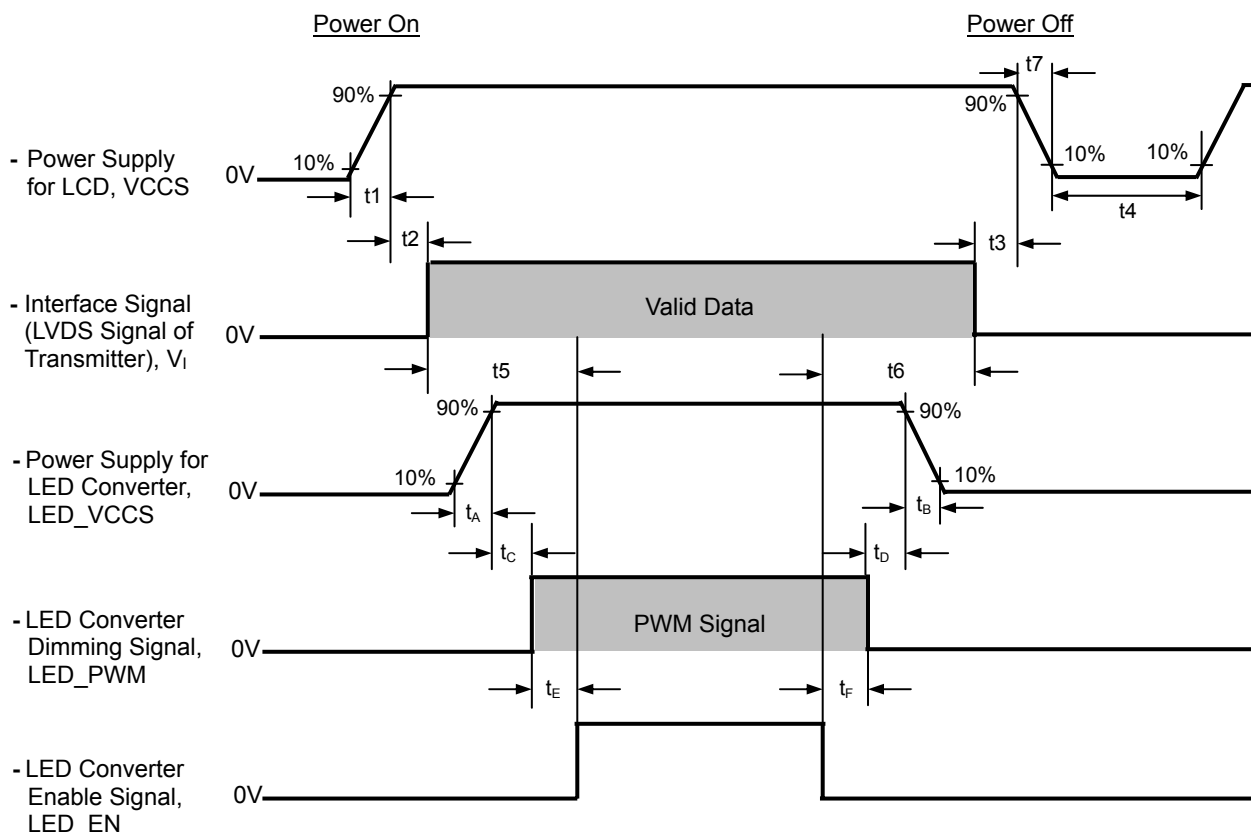 Power On
Power Off
t7
90%
90%
10%
10%
10%
- Power Supply
for LCD, VCCS
0V
t1
t4
t2
t3
- Interface Signal
(LVDS Signal of
Transmitter), VI
0V
Valid Data
t5
t6
90%
90%
- Power Supply for
LED Converter,
LED_VCCS
0V
10%
10%
tA
tB
tC
tD
- LED Converter
Dimming Signal,
LED_PWM
0V
PWM Signal
tE
tF
- LED Converter
Enable Signal,
LED_EN
0V